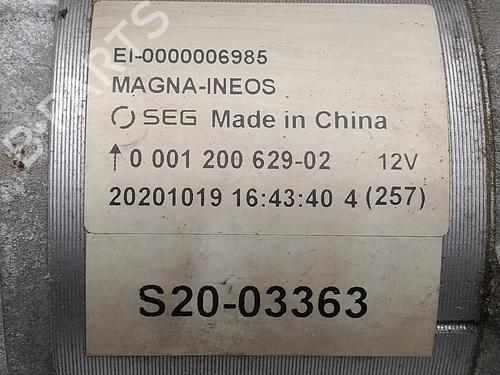 EI-0000006985
MAGNA-INEOS
SEG Made in China
↑ 0 001 200 629-02 12V
20201019 16:43:40 4 (257)
S20-03363
B-PARTS